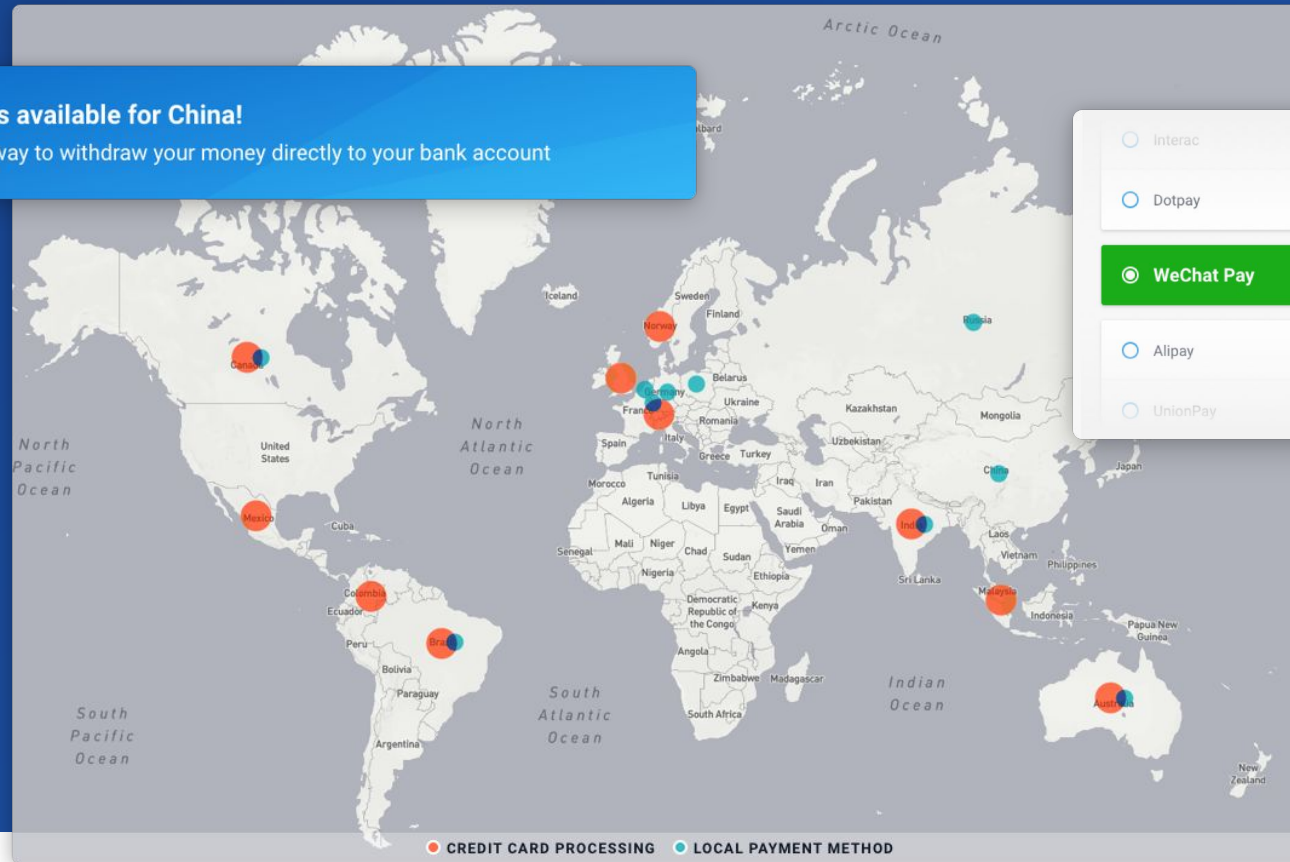 Arctic Ocean
s available for China!
way to withdraw your money directly to your bank account
Interac
Dotpay
WeChat Pay
Alipay
UnionPay
Iceland
Sweden
Finland
Norway
Russia
Canada
Belarus
Germany
Ukraine
France
Romania
Kazakhstan
Mongolia
Italy
Spain
Greece
Turkey
Uzbekistan
United
States
North
Pacific
Ocean
North
Atlantic
Ocean
China
Japan
Morocco
Tunisia
Iraq
Iran
Pakistan
Algeria
Libya
Egypt
Saudi
Arabia
Oman
Mexico
Cuba
India
Mali
Niger
Chad
Sudan
Yemen
Senegal
Nigeria
Ethiopia
Laos
Vietnam
Philippines
Sri Lanka
Colombia
Ecuador
Malaysia
Indonesia
Democratic
Republic of
the Congo
Kenya
Papua New
Guinea
Peru
Brasil
Angola
Bolivia
Zimbabwe
Madagascar
Paraguay
Indian
Ocean
South
Atlantic
Ocean
South Africa
Australia
South
Pacific
Ocean
Argentina
New
Zealand
CREDIT CARD PROCESSING
LOCAL PAYMENT METHOD